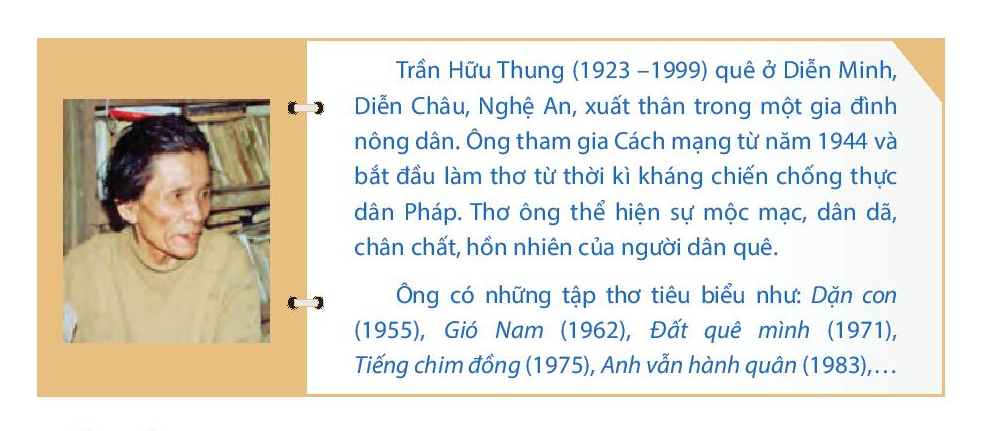 Trần Hữu Thung (1923 –1999) quê ở Diễn Minh,
Diễn Châu, Nghệ An, xuất thân trong một gia đình
nông dân. Ông tham gia Cách mạng từ năm 1944 và
bắt đầu làm thơ từ thời kì kháng chiến chống thực
dân Pháp. Thơ ông thể hiện sự mộc mạc, dân dã,
chân chất, hồn nhiên của người dân quê.
Ông có những tập thơ tiêu biểu như: Dặn con
(1955), Gió Nam (1962), Đất quê mình (1971),
Tiếng chim đồng (1975), Anh vẫn hành quân (1983),…